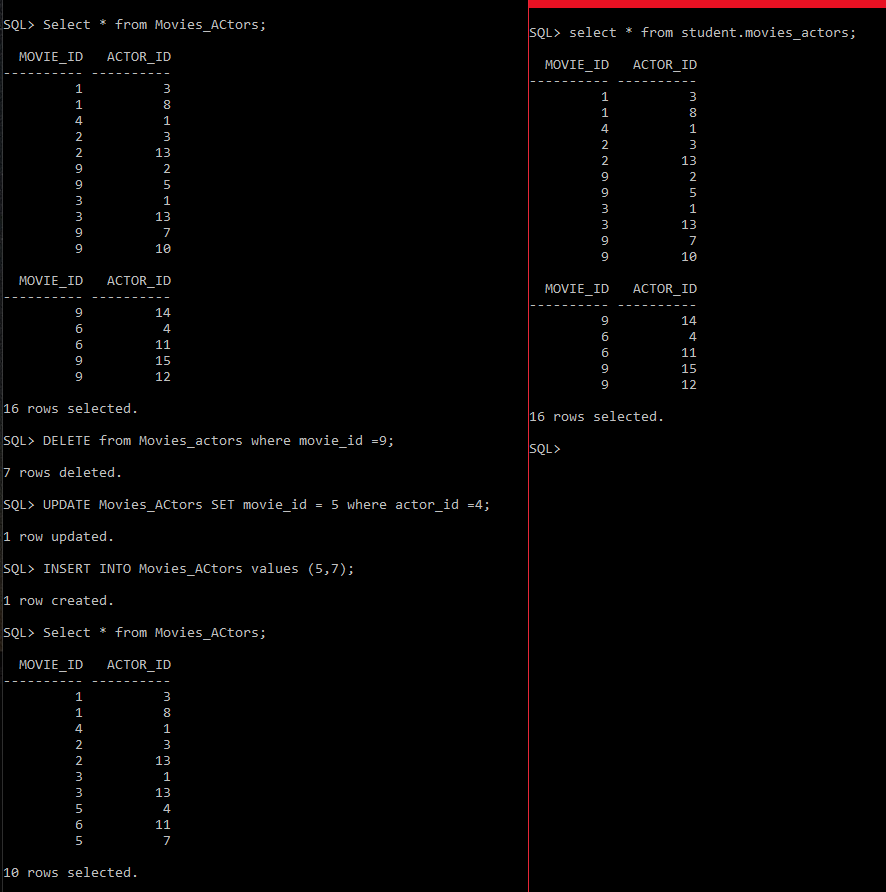 SQL> Select * from Movies_ACtors;
MOVIE_ID ACTOR_ID
---------- ----------
1 3
1 8
4 1
2 3
2 13
9 2
9 5
3 1
3 13
9 7
9 10
MOVIE_ID ACTOR_ID
---------- ----------
9 14
6 4
6 11
9 15
9 12
16 rows selected.
SQL> DELETE from Movies_actors where movie_id =9;
7 rows deleted.
SQL> UPDATE Movies_ACtors SET movie_id = 5 where actor_id =4;
1 row updated.
SQL> INSERT INTO Movies_ACtors values (5,7);
1 row created.
SQL> Select * from Movies_ACtors;
MOVIE_ID ACTOR_ID
---------- ----------
1 3
1 8
4 1
2 3
2 13
3 1
3 13
5 4
6 11
5 7
10 rows selected.
SQL> select * from student.movies_actors;
MOVIE_ID ACTOR_ID
---------- ----------
1 3
1 8
4 1
2 3
2 13
9 2
9 5
3 1
3 13
9 7
9 10
MOVIE_ID ACTOR_ID
---------- ----------
9 14
6 4
6 11
9 15
9 12
16 rows selected.
SQL>